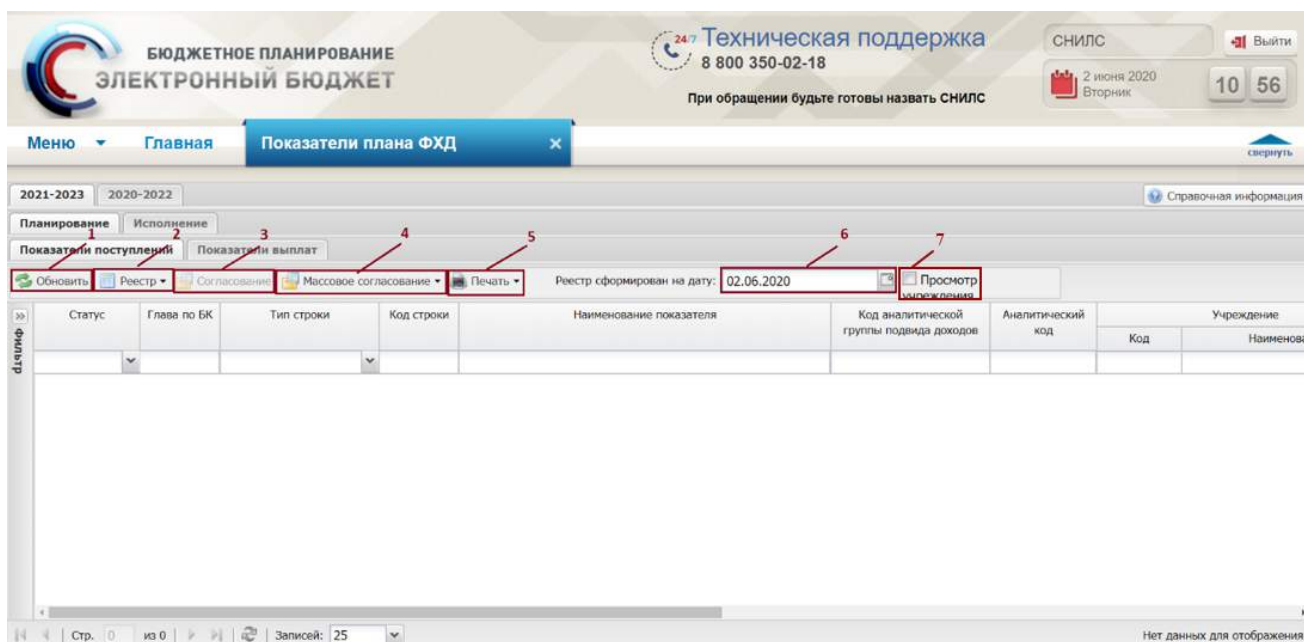 24/7 Техническая поддержка
8 800 350-02-18
При обращении будьте готовы назвать СНИЛС
БЮДЖЕТНОЕ ПЛАНИРОВАНИЕ
ЭЛЕКТРОННЫЙ БЮДЖЕТ
СНИЛС
Выйти
2 июня 2020
Вторник
10 56
Меню Главная Показатели плана ФХД
свернуть
2021-2023 2020-2022 Справочная информация
Планирование Исполнение
1 2 3 4 5 6 7
Показатели поступлений Показатели выплат
Обновить Реестр Согласование Массовое согласование Печать Реестр сформирован на дату: 02.06.2020 Просмотр
учреждения
Фильтр
Статус Глава по БК Тип строки Код строки Наименование показателя Код аналитической
группы подвида доходов Аналитический
код Учреждение
Код Наименова
Стр. 0 из 0 Записей: 25 Нет данных для отображения